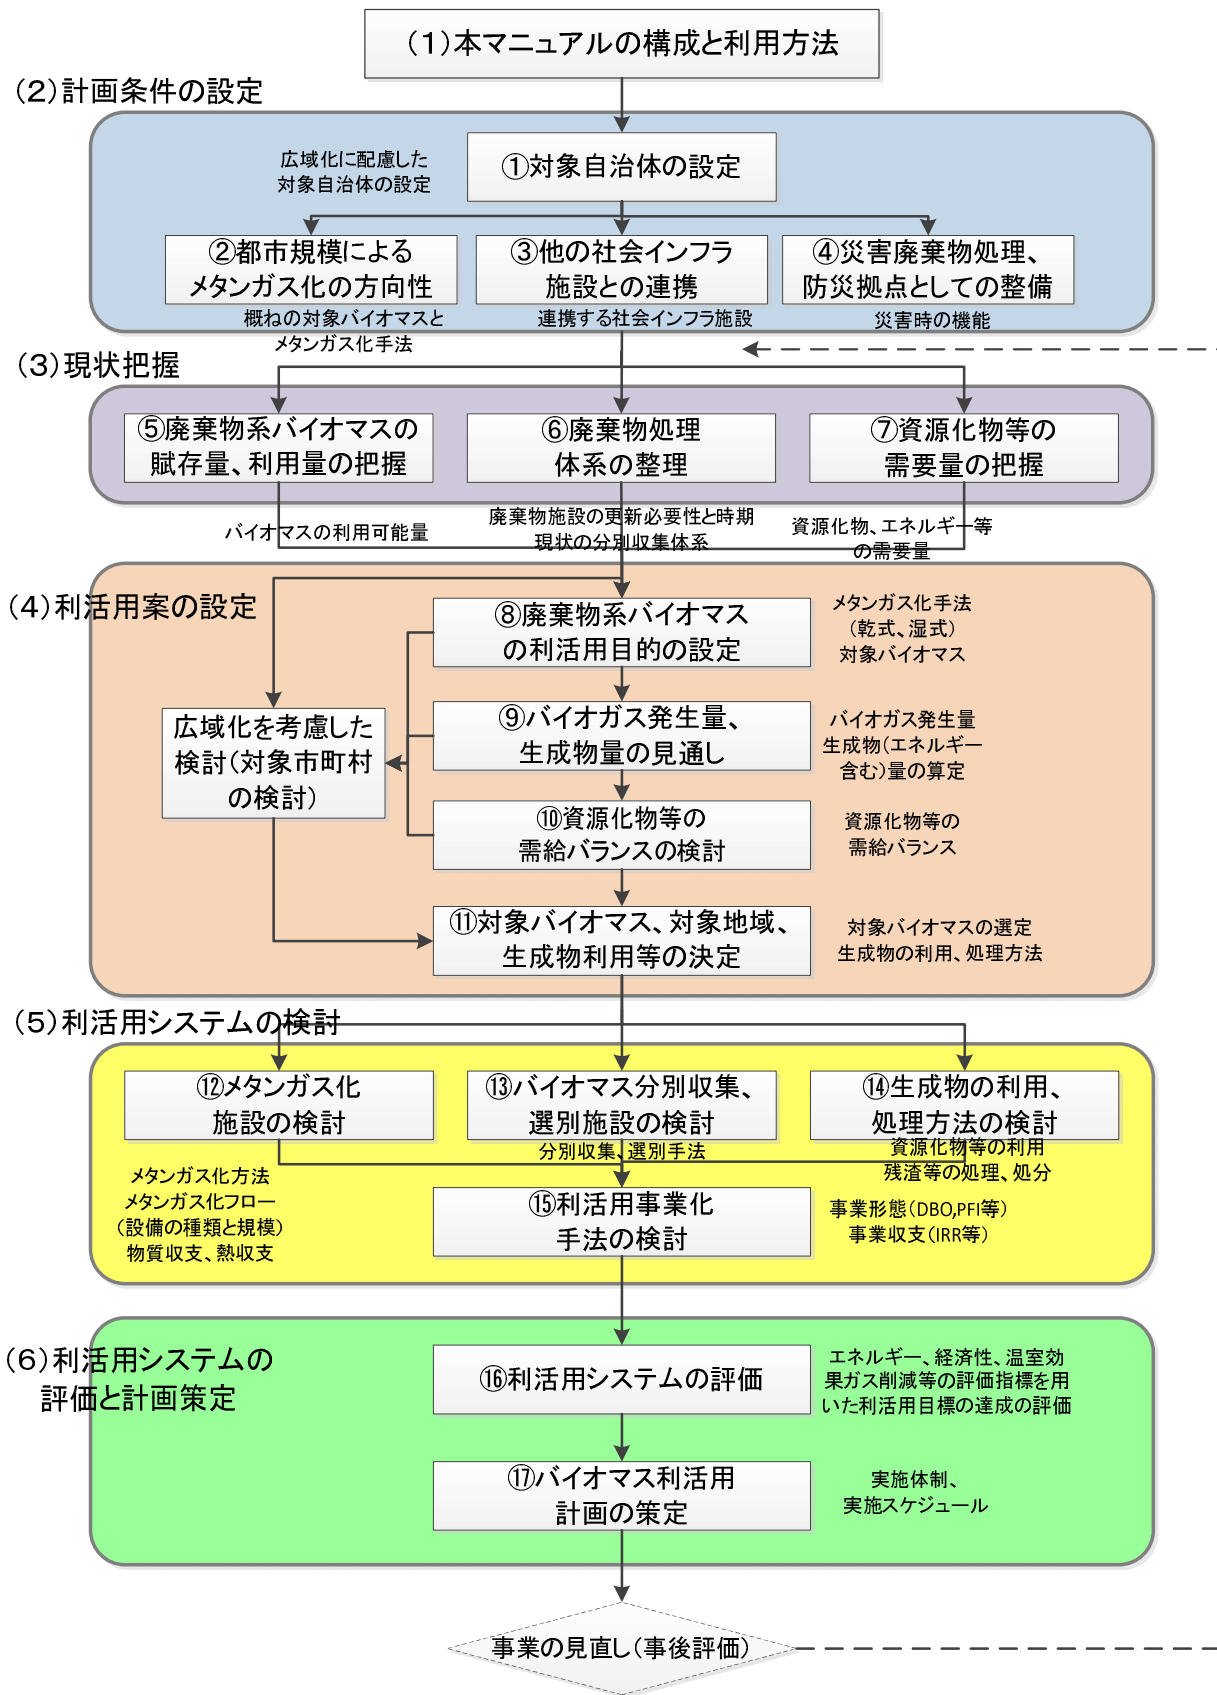 （1）本マニュアルの構成と利用方法
（2）計画条件の設定
①対象自治体の設定
広域化に配慮した
対象自治体の設定
②都市規模による
メタンガス化の方向性
③他の社会インフラ
施設との連携
④災害廃棄物処理、
防災拠点としての整備
概ねの対象バイオマスと
メタンガス化手法
連携する社会インフラ施設
災害時の機能
（3）現状把握
⑤廃棄物系バイオマスの
賦存量、利用量の把握
⑥廃棄物処理
体系の整理
⑦資源化物等の
需要量の把握
バイオマスの利用可能量
廃棄物施設の更新必要性と時期
現状の分別収集体系
資源化物、エネルギー等
の需要量
（4）利活用案の設定
⑧廃棄物系バイオマス
の利活用目的の設定
メタンガス化手法
（乾式、湿式）
対象バイオマス
広域化を考慮した
検討（対象市町村
の検討）
⑨バイオガス発生量、
生成物量の見通し
バイオガス発生量
生成物（エネルギー
含む）量の算定
⑩資源化物等の
需給バランスの検討
資源化物等の
需給バランス
⑪対象バイオマス、対象地域、
生成物利用等の決定
対象バイオマスの選定
生成物の利用、処理方法
（5）利活用システムの検討
⑫メタンガス化
施設の検討
⑬バイオマス分別収集、
選別施設の検討
⑭生成物の利用、
処理方法の検討
分別収集、選別手法
資源化物等の利用
残渣等の処理、処分
メタンガス化方法
メタンガス化フロー
（設備の種類と規模）
物質収支、熱収支
⑮利活用事業化
手法の検討
事業形態（DBO,PFI等）
事業収支（IRR等）
（6）利活用システムの
評価と計画策定
⑯利活用システムの評価
エネルギー、経済性、温室効
果ガス削減等の評価指標を用
いた利活用目標の達成の評価
⑰バイオマス利活用
計画の策定
実施体制、
実施スケジュール
事業の見直し（事後評価）